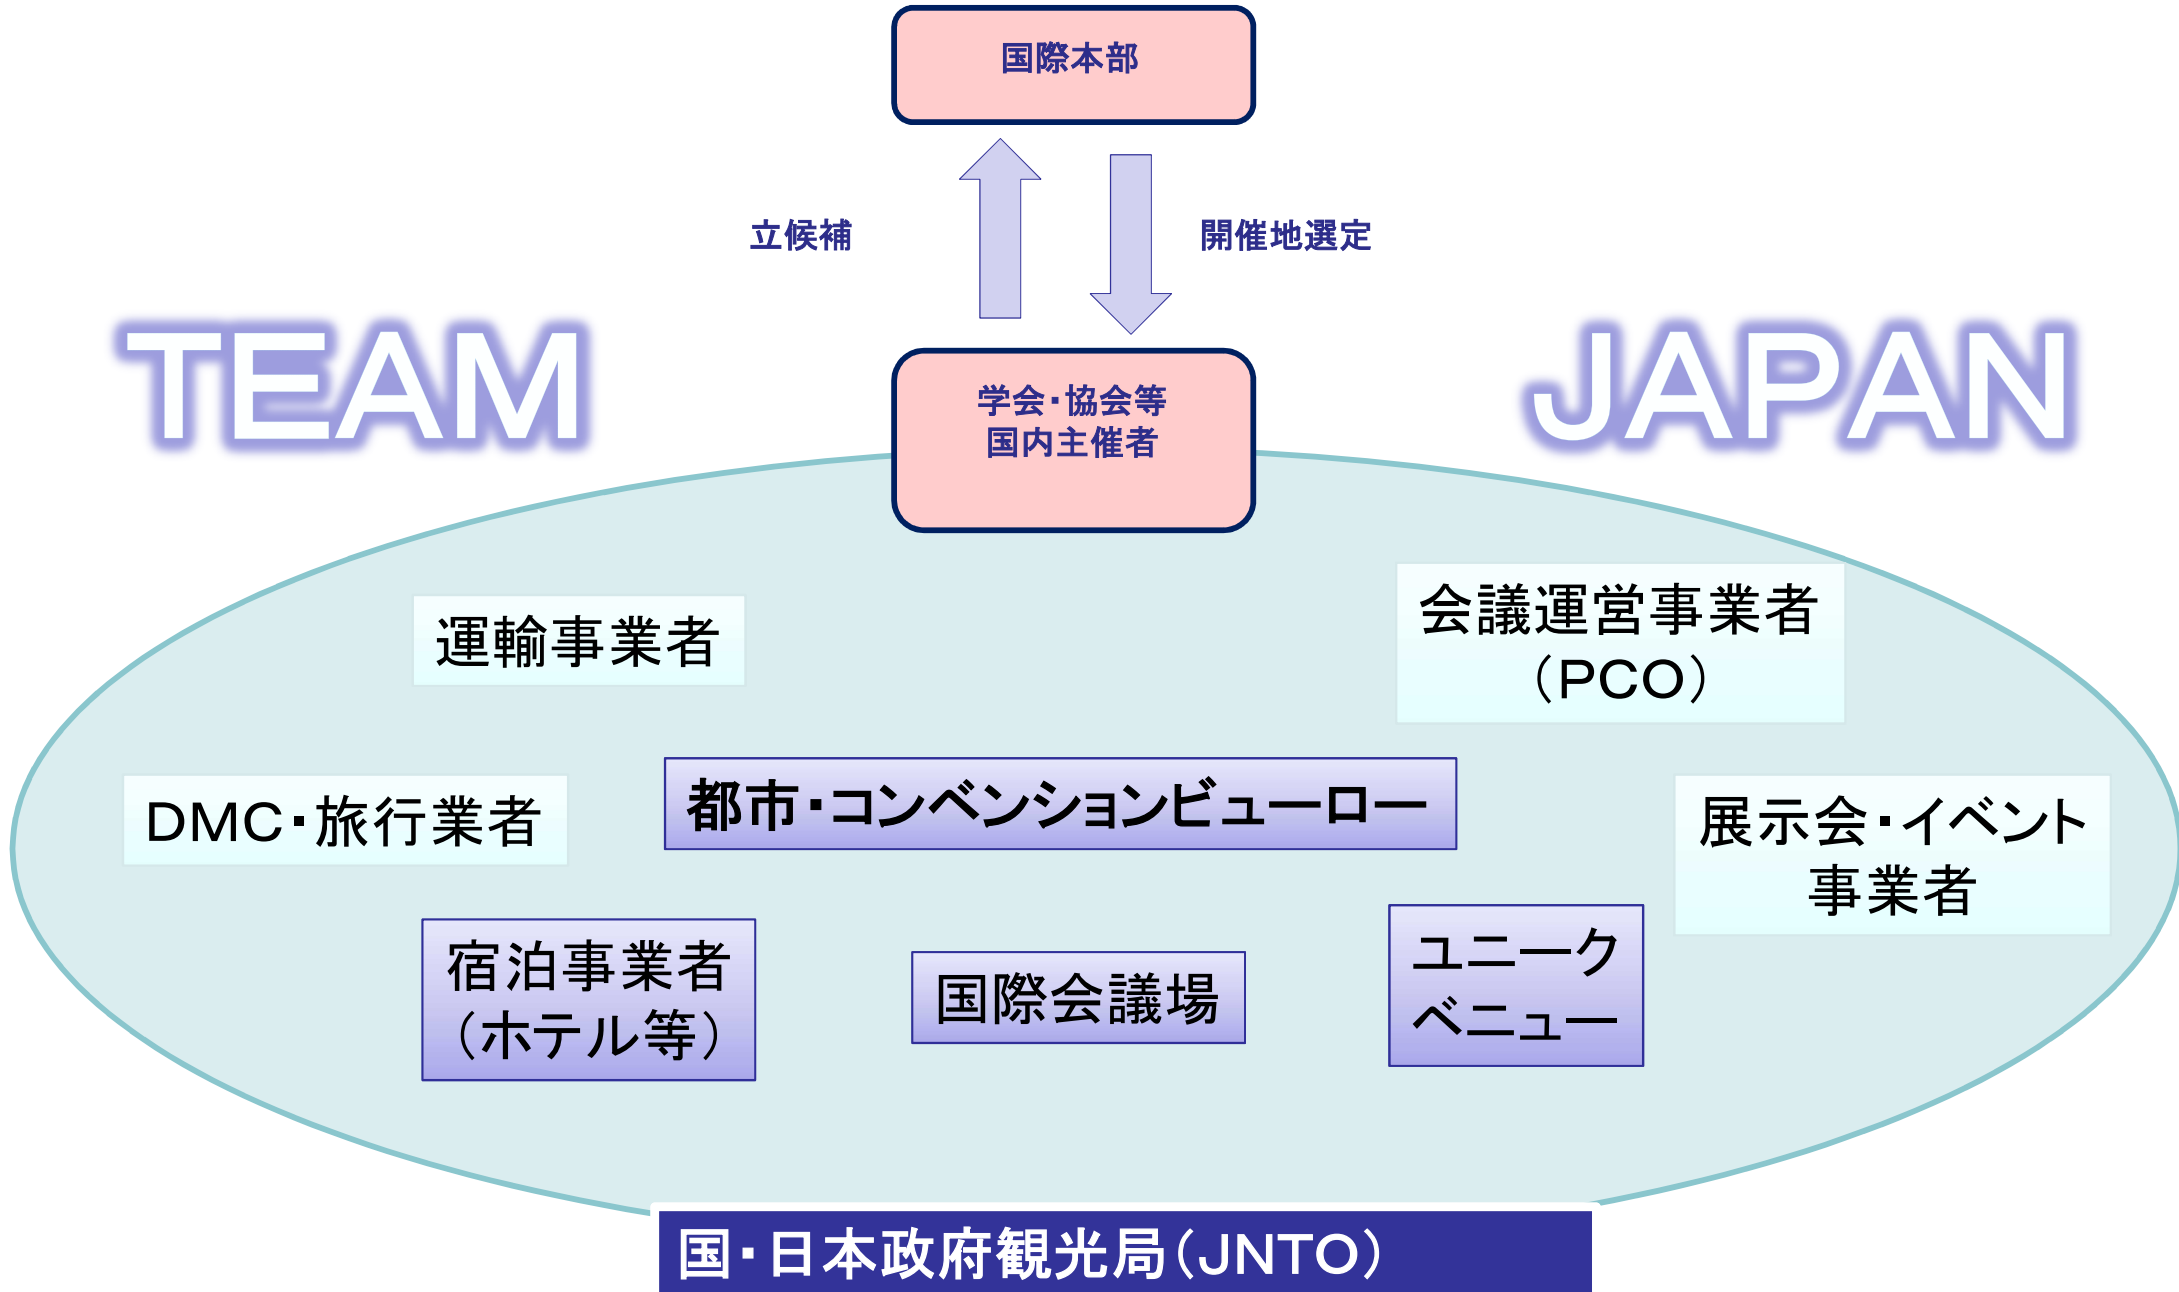 国際本部
立候補
開催地選定
TEAM
JAPAN
学会・協会等
国内主催者
運輸事業者
会議運営事業者
（PCO）
都市・コンベンションビューロー
DMC・旅行業者
展示会・イベント
事業者
宿泊事業者
（ホテル等）
国際会議場
ユニーク
ベニュー
国・日本政府観光局（JNTO）